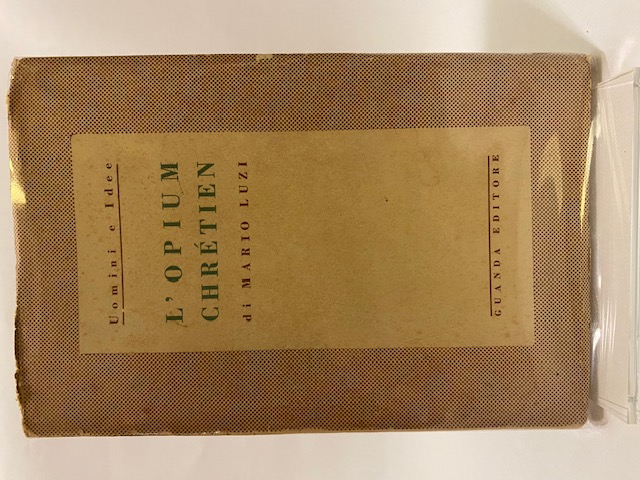 Uomini e Idee
L'OPIUM
CHRÉTIEN
di MARIO LUZI
GUANDA EDITORE